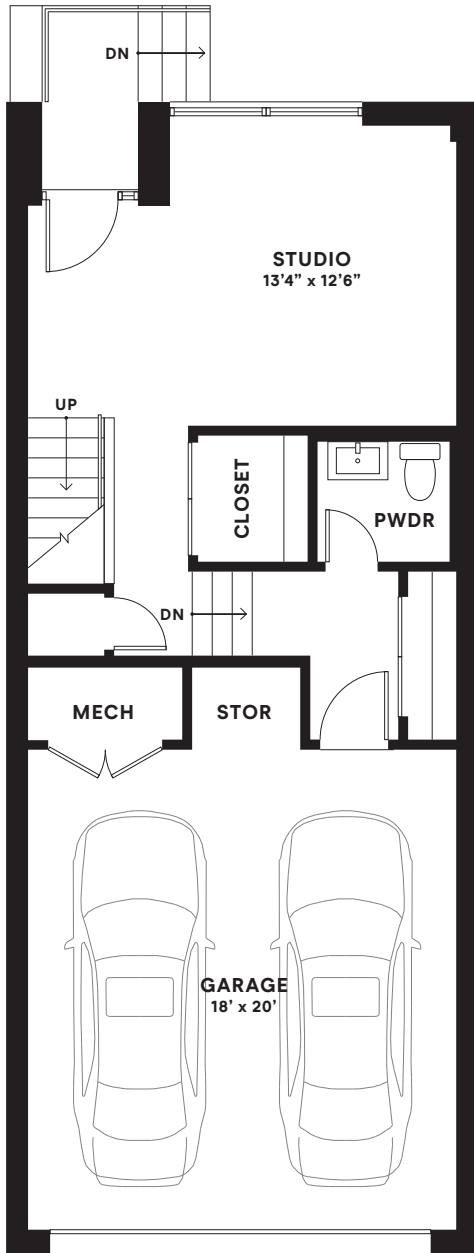 DN
STUDIO
13’4” x 12’6”
UP
CLOSET
PWDR
DN
MECH
STOR
GARAGE
18’ x 20’